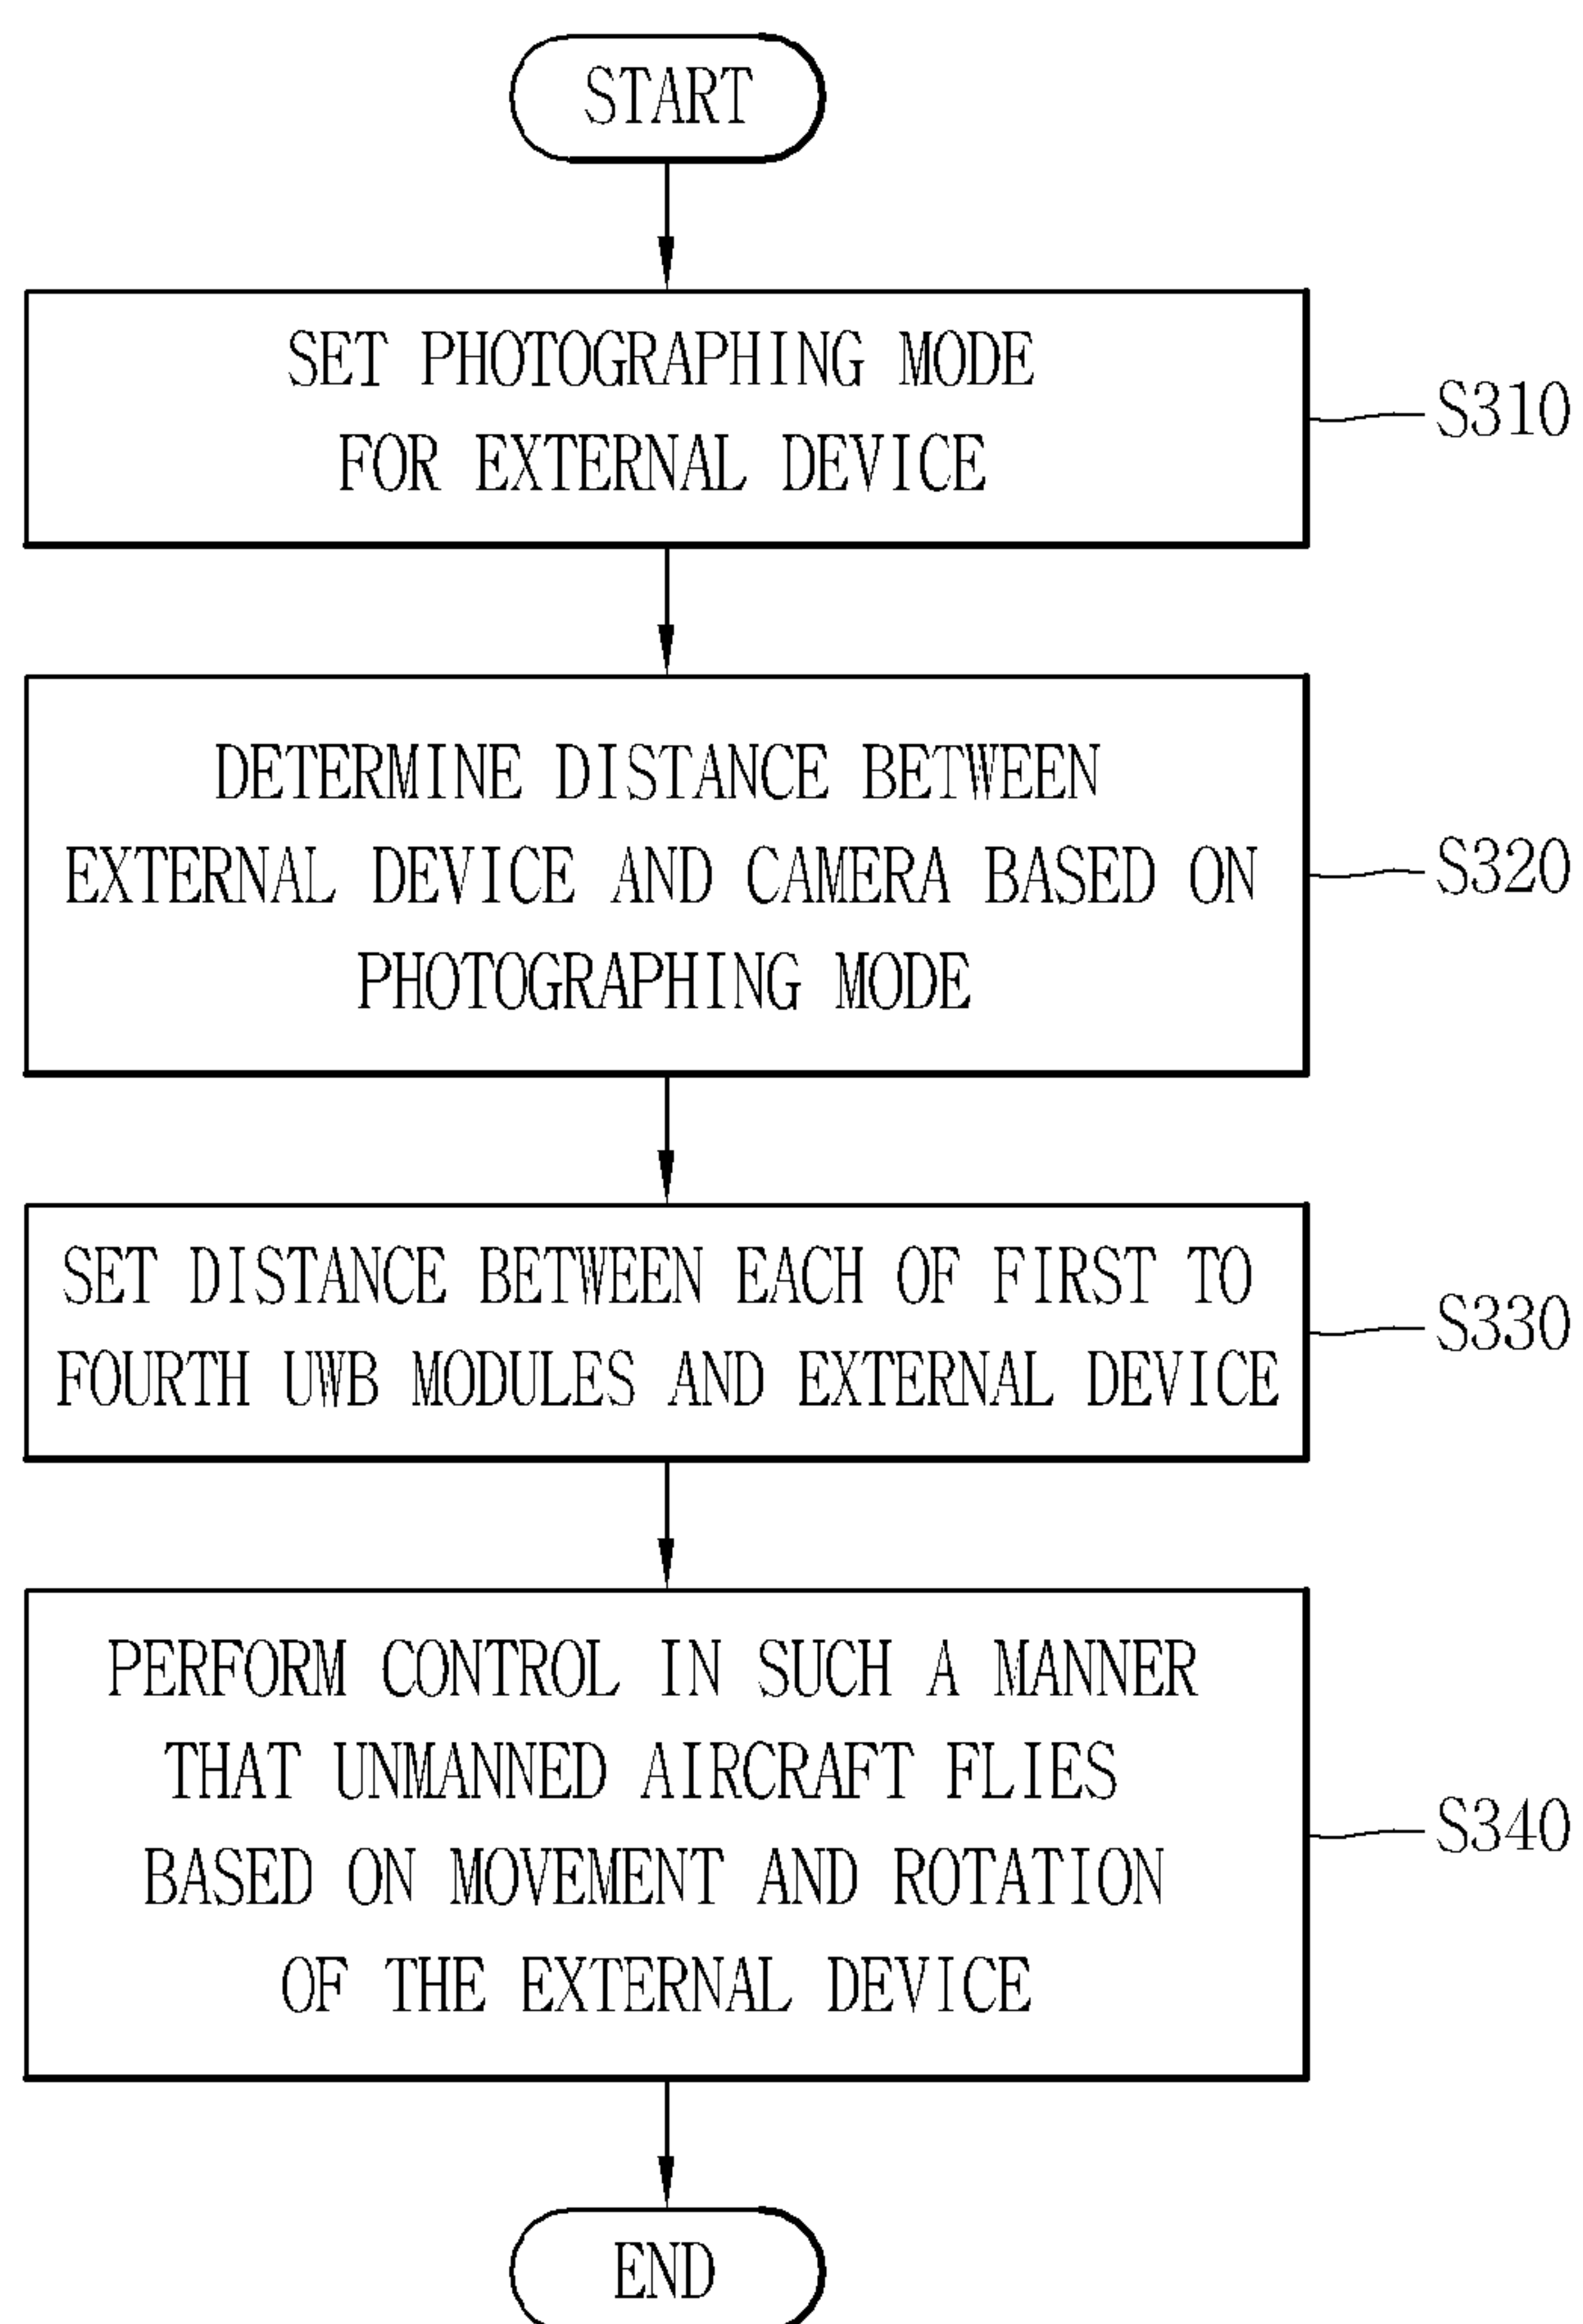 START
SET PHOTOGRAPHING MODE
FOR EXTERNAL DEVICE
S310
DETERMINE DISTANCE BETWEEN
EXTERNAL DEVICE AND CAMERA BASED ON
PHOTOGRAPHING MODE
S320
SET DISTANCE BETWEEN EACH OF FIRST TO
FOURTH UWB MODULES AND EXTERNAL DEVICE
S330
PERFORM CONTROL IN SUCH A MANNER
THAT UNMANNED AIRCRAFT FLIES
BASED ON MOVEMENT AND ROTATION
OF THE EXTERNAL DEVICE
S340
END